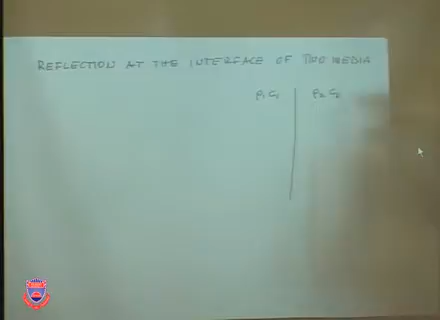 REFLECTION AT THE INTERFACE OF TWO MEDIA
ρ₁ C₁ ρ₂ C₂